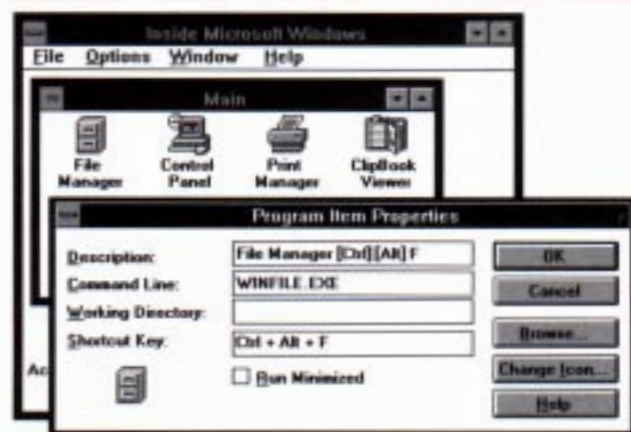 Inside Microsoft Windows
File Options Window Help
Main
File Manager
Control Panel
Print Manager
ClipBook Viewer
Program Item Properties
Description: File Manager [Ctrl][Alt] F
Command Line: WINFILE.EXE
Working Directory:
Shortcut Key: Ctrl + Alt + F
Run Minimized
OK
Cancel
Browse...
Change Icon...
Help
Ac